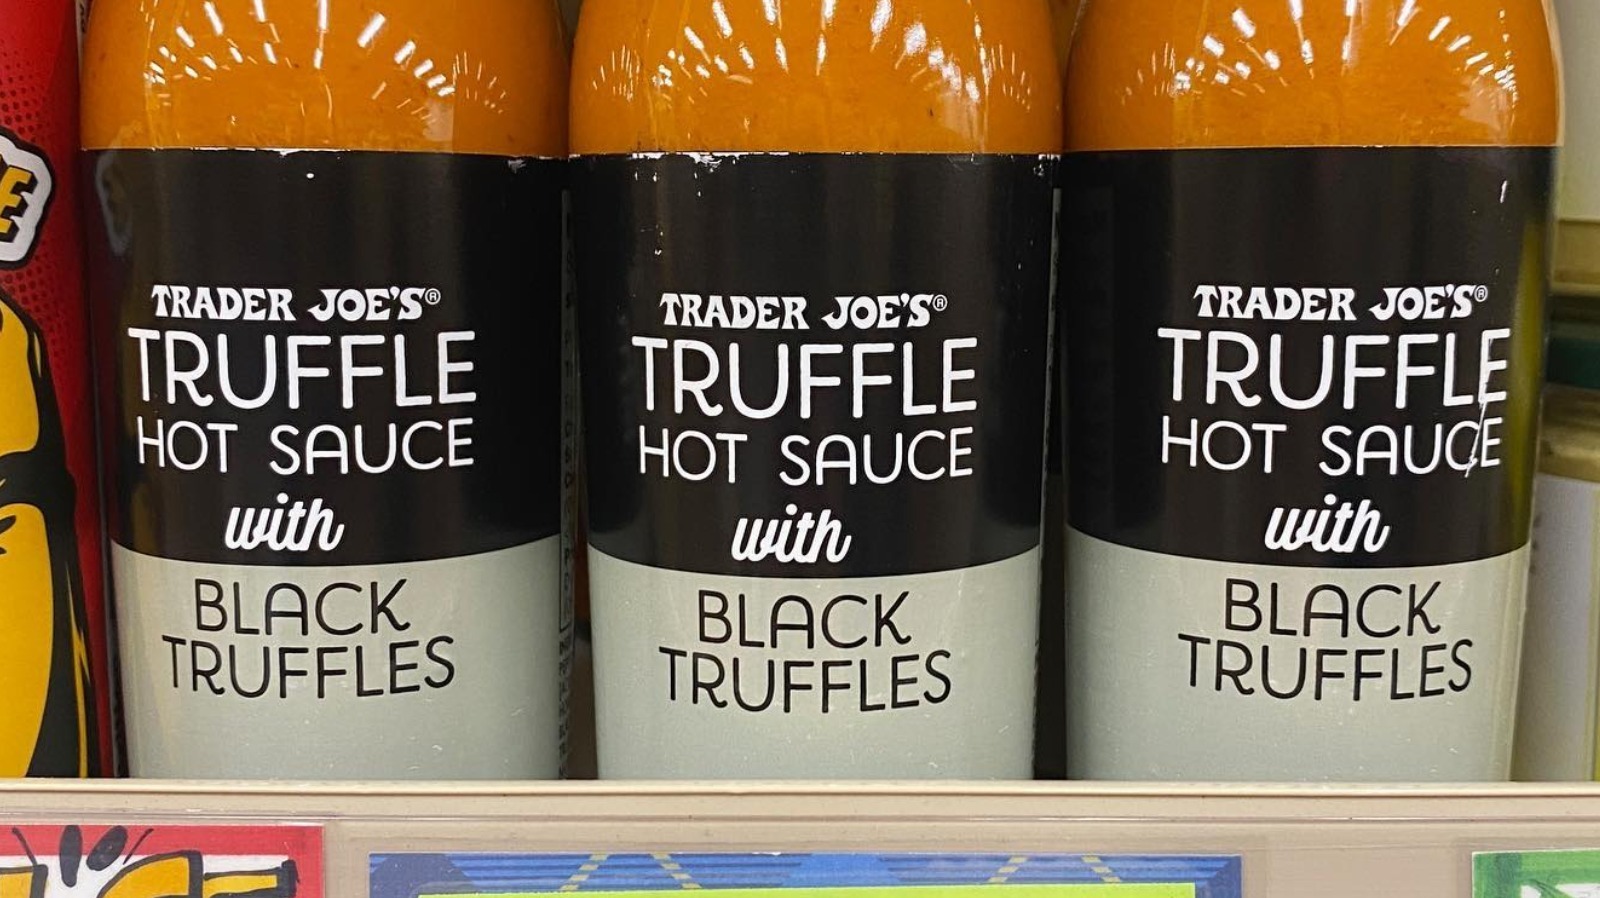 TRADER JOE'S®
TRUFFLE
HOT SAUCE
with
BLACK
TRUFFLES
TRADER JOE'S®
TRUFFLE
HOT SAUCE
with
BLACK
TRUFFLES
TRADER JOE'S®
TRUFFLE
HOT SAUCE
with
BLACK
TRUFFLES